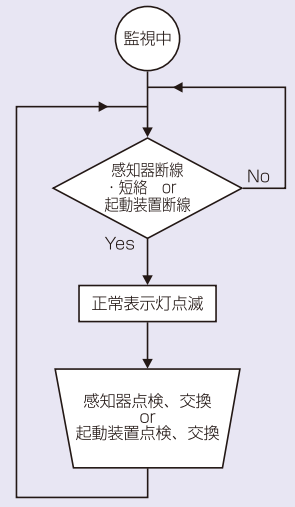 監視中
感知器断線
・短絡　or
起動装置断線
No
Yes
正常表示灯点滅
感知器点検、交換
or
起動装置点検、交換